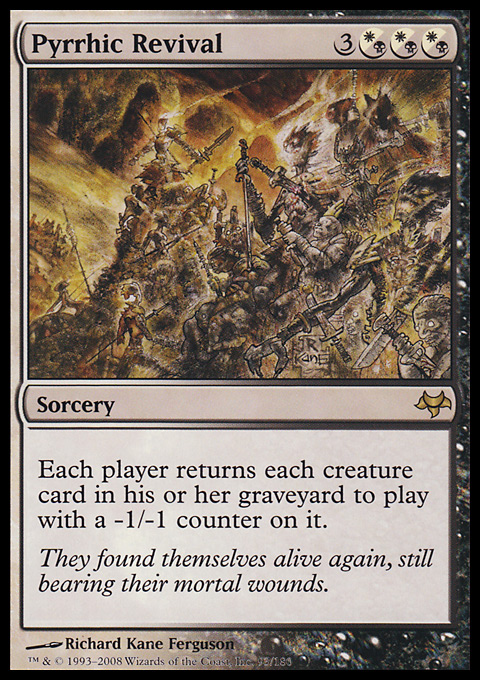 Pyrrhic Revival 3
Sorcery
Each player returns each creature
card in his or her graveyard to play
with a -1/-1 counter on it.
They found themselves alive again, still
bearing their mortal wounds.
Richard Kane Ferguson
™ & © 1993–2008 Wizards of the Coast, Inc.